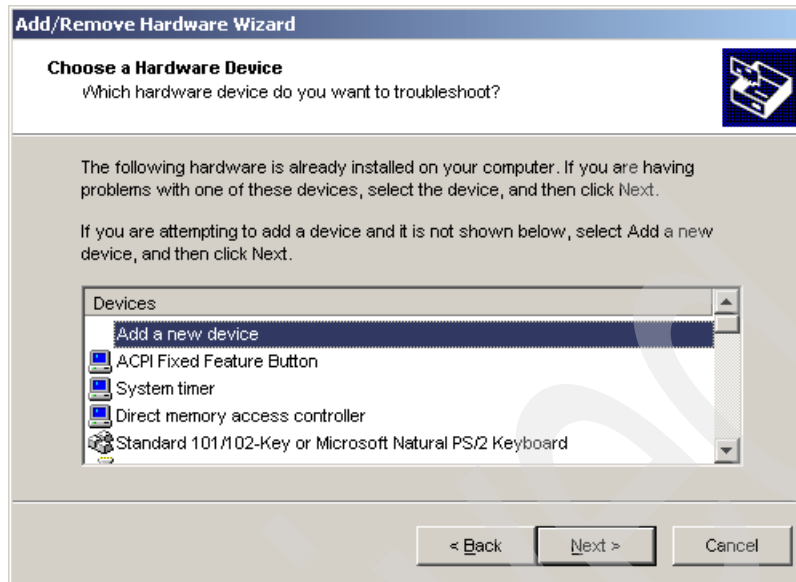 Add/Remove Hardware Wizard
Choose a Hardware Device
Which hardware device do you want to troubleshoot?
The following hardware is already installed on your computer. If you are having
problems with one of these devices, select the device, and then click Next.
If you are attempting to add a device and it is not shown below, select Add a new
device, and then click Next.
Devices
Add a new device
ACPI Fixed Feature Button
System timer
Direct memory access controller
Standard 101/102-Key or Microsoft Natural PS/2 Keyboard
< Back Next > Cancel